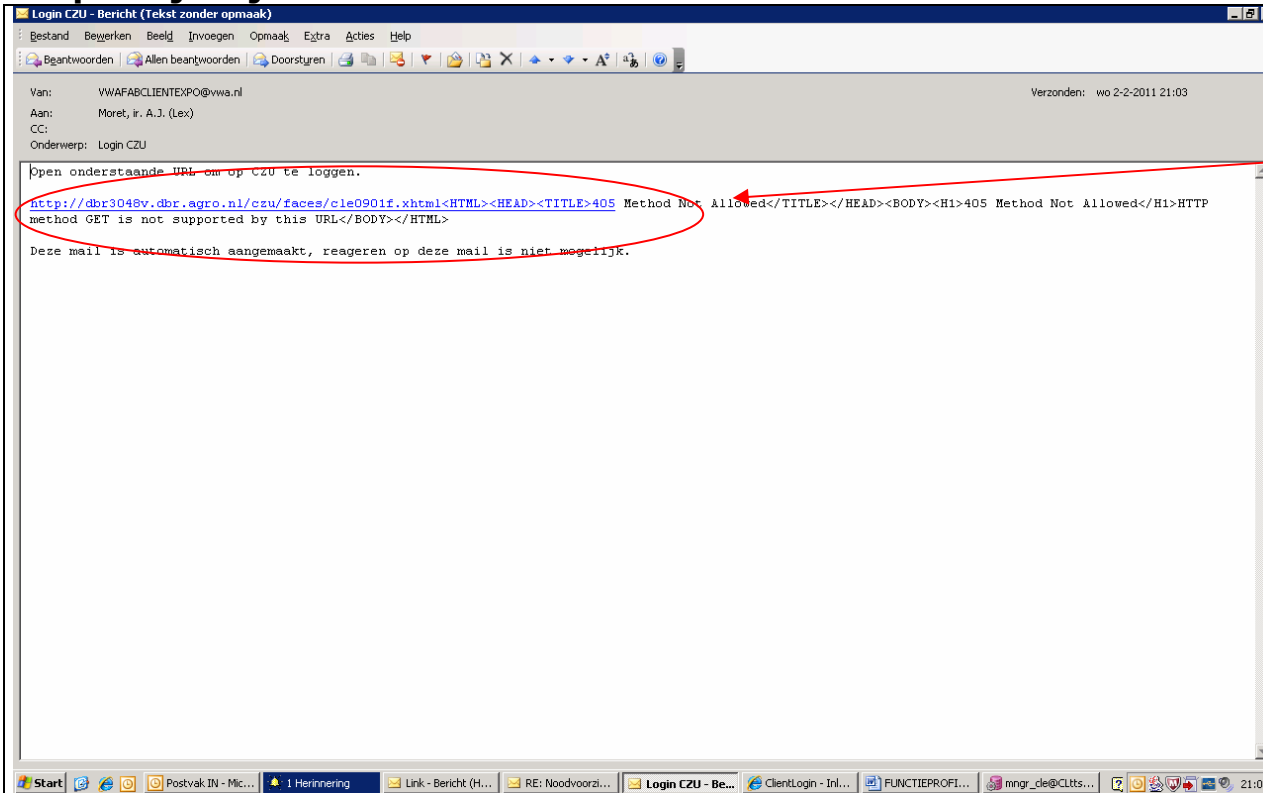 Login CZU - Bericht (Tekst zonder opmaak)
Bestand Bewerken Beeld Invoegen Opmaak Extra Acties Help
Beantwoorden Allen beantwoorden Doorsturen
Van: VWAFABCLIENTEXPO@vwa.nl Verzonden: wo 2-2-2011 21:03
Aan: Moret, ir. A.J. (Lex)
CC:
Onderwerp: Login CZU
Open onderstaande URL om op CZU te loggen.
http://dbr3048v.dbr.agro.nl/czu/faces/cle0901f.xhtml<HTML><HEAD><TITLE>405 Method Not Allowed</TITLE></HEAD><BODY><H1>405 Method Not Allowed</H1>HTTP
method GET is not supported by this URL</BODY></HTML>
Deze mail is automatisch aangemaakt, reageren op deze mail is niet mogelijk.
Start Postvak IN - Mic... 1 Herinnering Link - Bericht (H... RE: Noodvoorzi... Login CZU - Be... ClientLogin - Inl... FUNCTIEPROFI... mngr_cle@CLtts... 21:0